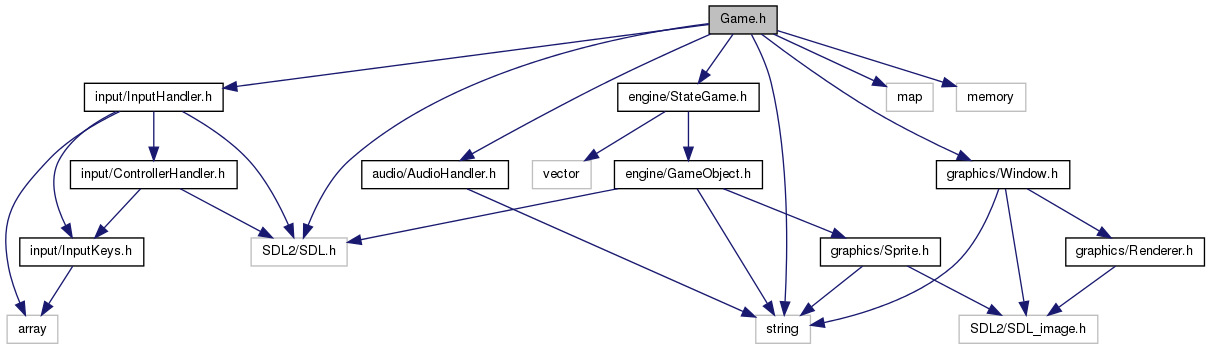 Game.h
input/InputHandler.h
engine/StateGame.h
map
memory
input/ControllerHandler.h
audio/AudioHandler.h
vector
engine/GameObject.h
graphics/Window.h
input/InputKeys.h
SDL2/SDL.h
graphics/Sprite.h
graphics/Renderer.h
array
string
SDL2/SDL_image.h